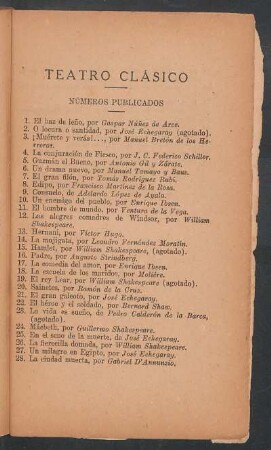 TEATRO CLÁSICO
NÚMEROS PUBLICADOS
1. El haz de leño, por Gaspar Núñez de Arce.
2. O locura o santidad, por José Echegaray (agotado).
3. ¡Muérete y verás!..., por Manuel Bretón de los He-
rreros.
4. La conjuración de Fiesco, por J. C. Federico Schiller.
5. Guzmán el Bueno, por Antonio Gil y Zárate.
6. Un drama nuevo, por Manuel Tamayo y Baus.
7. El gran filón, por Tomás Rodríguez Rubí.
8. Edipo, por Francisco Martínez de la Rosa.
9. Consuelo, de Adelardo López de Ayala.
10. Un enemigo del pueblo, por Enrique Ibsen.
11. El hombre de mundo, por Ventura de la Vega.
12. Las alegres comadres de Windsor, por William
Shakespeare.
13. Hernani, por Víctor Hugo.
14. La mojigata, por Leandro Fernández Moratín.
15. Hamlet, por William Shakespeare, (agotado).
16. Padre, por Augusto Strindberg.
17. La comedia del amor, por Enrique Ibsen.
18. La escuela de los maridos, por Molière.
19. El rey Lear, por William Shakespeare (agotado).
20. Sainetes, por Ramón de la Cruz.
21. El gran galeoto, por José Echegaray.
22. El héroe y el soldado, por Bernard Shaw.
23. La vida es sueño, de Pedro Calderón de la Barca,
(agotado).
24. Mácbeth, por Guillermo Shakespeare.
25. En el seno de la muerte, de José Echegaray.
26. La fierecilla domada, por William Shakespeare.
27. Un milagro en Egipto, por José Echegaray.
28. La ciudad muerta, por Gabriel D'Annunzio.